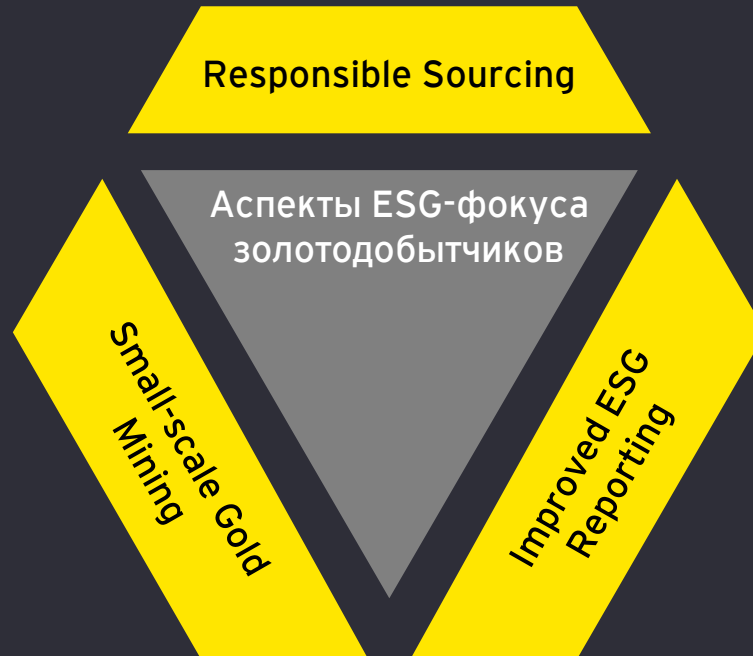 Responsible Sourcing
Аспекты ESG-фокуса
золотодобытчиков
Small-scale Gold
Mining
Improved ESG
Reporting